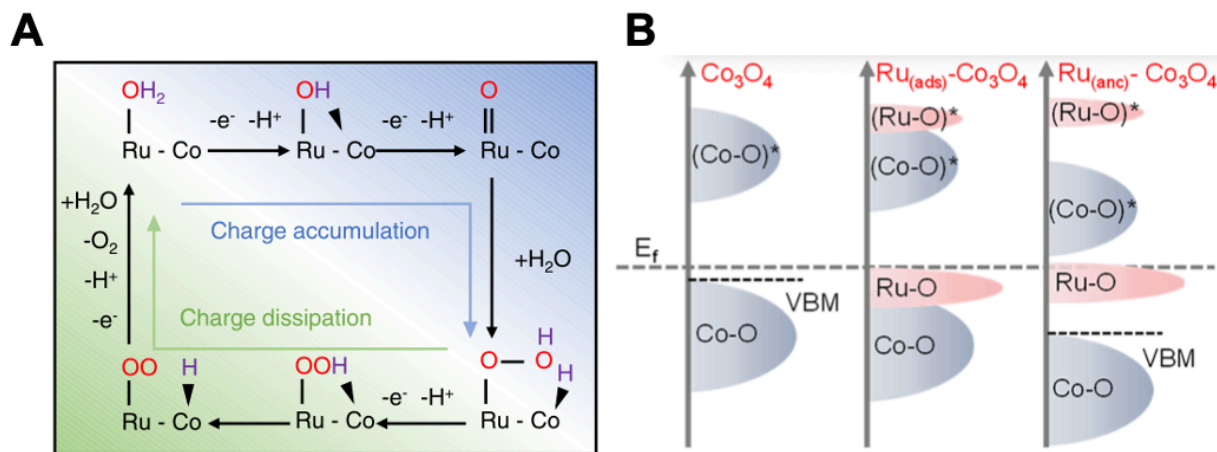 A
OH2 OH O
-e- -H+ -e- -H+
Ru - Co Ru - Co Ru - Co
+H2O
-O2
-H+
-e-
Charge accumulation
+H2O
Charge dissipation
H
OO H OOH O O H
-e- -H+
Ru - Co Ru - Co Ru - Co
B
Co3O4 Ru(ads)-Co3O4 Ru(anc)- Co3O4
(Ru-O)* (Ru-O)*
(Co-O)* (Co-O)* (Co-O)*
Ef
VBM Ru-O Ru-O
Co-O Co-O VBM
Co-O